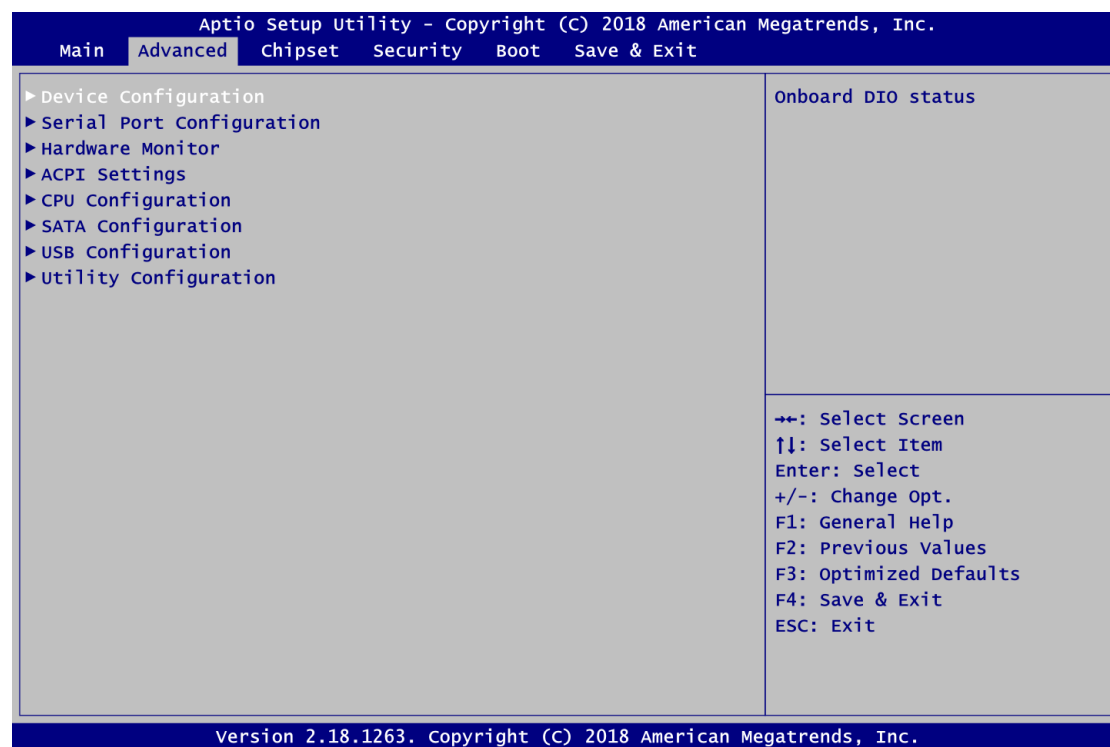 Aptio Setup Utility - Copyright (C) 2018 American Megatrends, Inc.
Main Advanced Chipset Security Boot Save & Exit
►Device Configuration
►Serial Port Configuration
►Hardware Monitor
►ACPI Settings
►CPU Configuration
►SATA Configuration
►USB Configuration
►Utility Configuration
Onboard DIO status
→←: Select Screen
↑↓: Select Item
Enter: Select
+/-: Change Opt.
F1: General Help
F2: Previous Values
F3: Optimized Defaults
F4: Save & Exit
ESC: Exit
Version 2.18.1263. Copyright (C) 2018 American Megatrends, Inc.